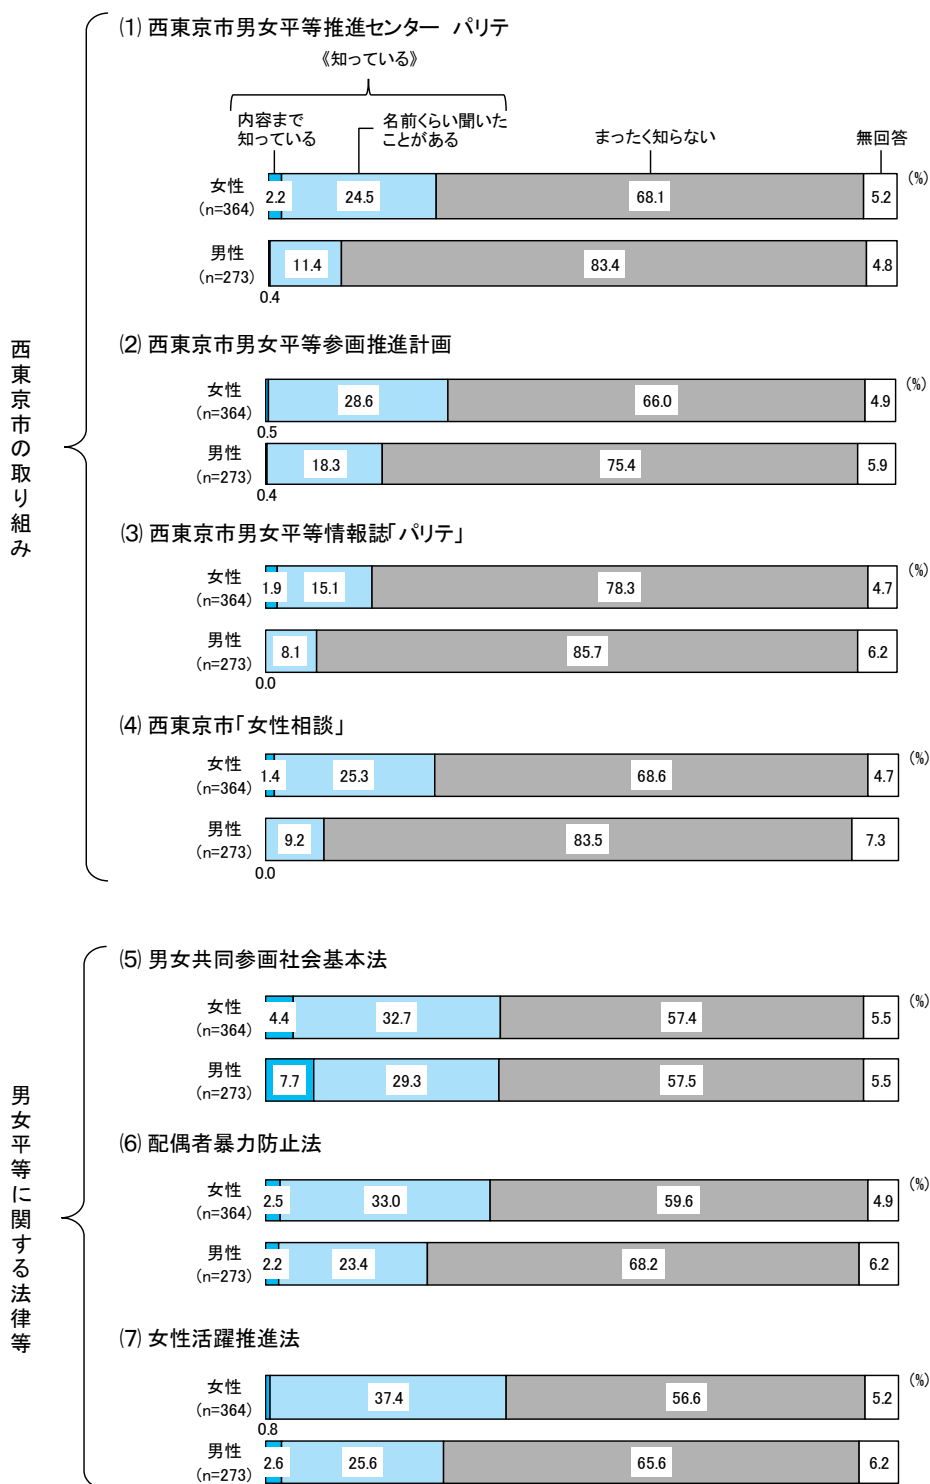 西東京市の取り組み
⑴ 西東京市男女平等推進センター パリテ
《知っている》
内容まで
知っている
名前くらい聞いた
ことがある
まったく知らない
無回答
(%)
女性
(n=364)
2.2 24.5 68.1 5.2
男性
(n=273)
11.4 83.4 4.8
0.4
⑵ 西東京市男女平等参画推進計画
(%)
女性
(n=364)
28.6 66.0 4.9
0.5
男性
(n=273)
18.3 75.4 5.9
0.4
⑶ 西東京市男女平等情報誌「パリテ」
(%)
女性
(n=364)
1.9 15.1 78.3 4.7
男性
(n=273)
8.1 85.7 6.2
0.0
⑷ 西東京市「女性相談」
(%)
女性
(n=364)
1.4 25.3 68.6 4.7
男性
(n=273)
9.2 83.5 7.3
0.0
男女平等に関する法律等
⑸ 男女共同参画社会基本法
(%)
女性
(n=364)
4.4 32.7 57.4 5.5
男性
(n=273)
7.7 29.3 57.5 5.5
⑹ 配偶者暴力防止法
(%)
女性
(n=364)
2.5 33.0 59.6 4.9
男性
(n=273)
2.2 23.4 68.2 6.2
⑺ 女性活躍推進法
(%)
女性
(n=364)
37.4 56.6 5.2
0.8
男性
(n=273)
2.6 25.6 65.6 6.2